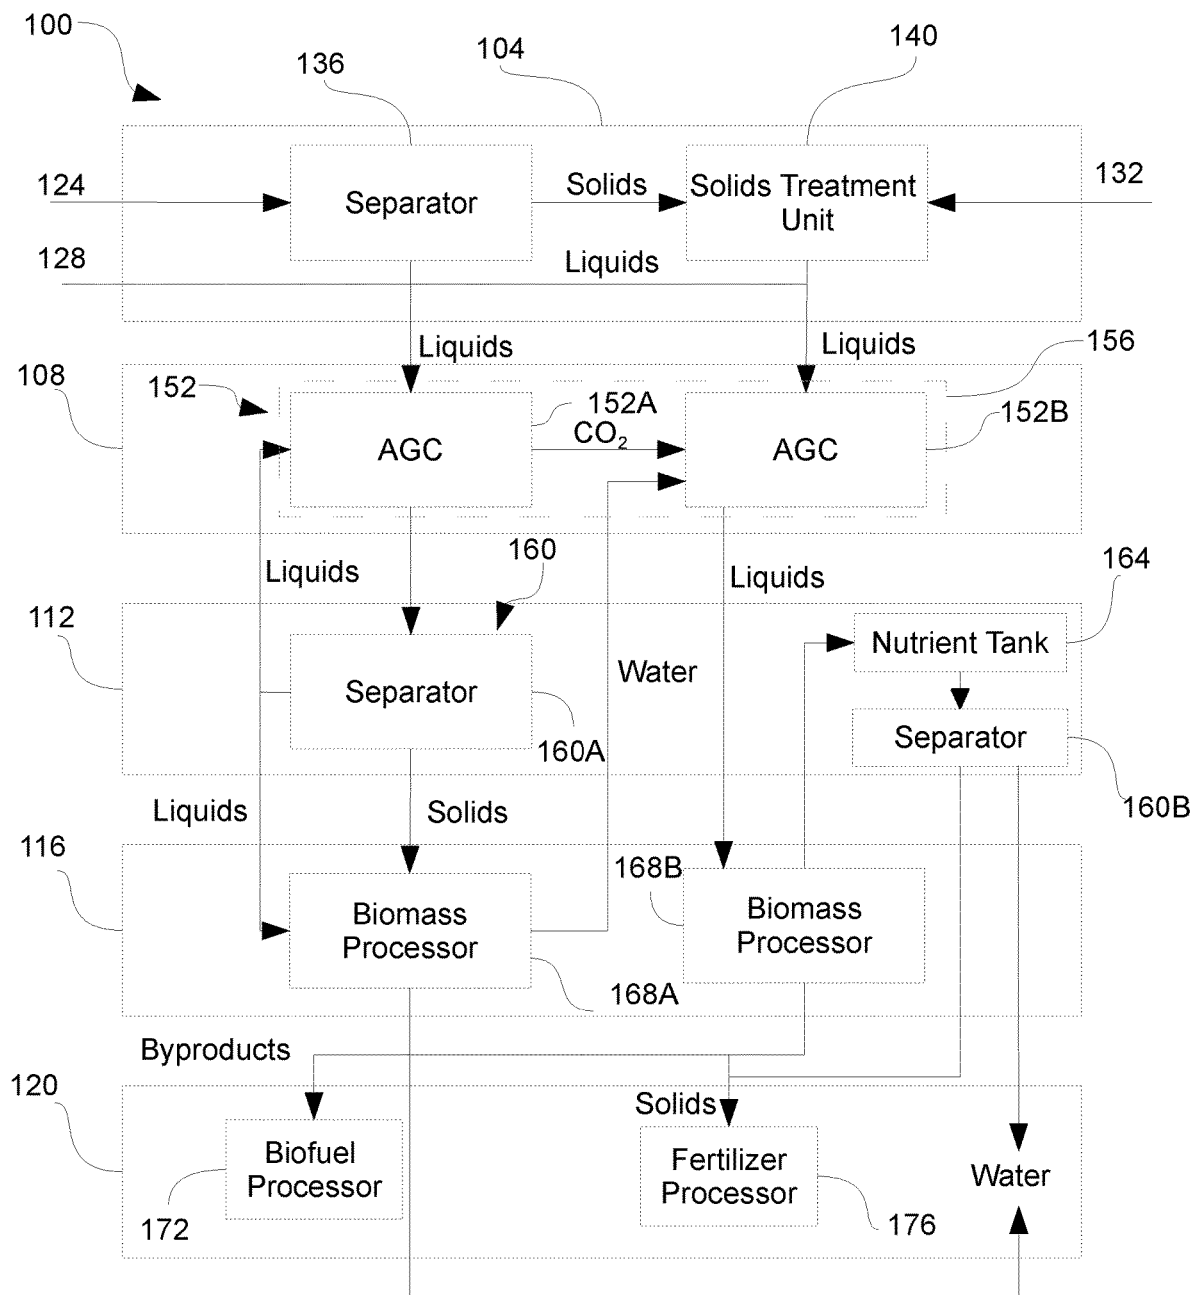 100
136
104
140
124
Separator
Solids
Solids Treatment
Unit
132
128
Liquids
Liquids
Liquids
156
108
152
152A
152B
AGC
CO2
AGC
Liquids
160
Liquids
164
112
Nutrient Tank
Separator
Water
160A
Separator
160B
Liquids
Solids
116
168B
Biomass
Processor
Biomass
Processor
168A
Byproducts
120
Solids
Biofuel
Processor
Fertilizer
Processor
Water
172
176